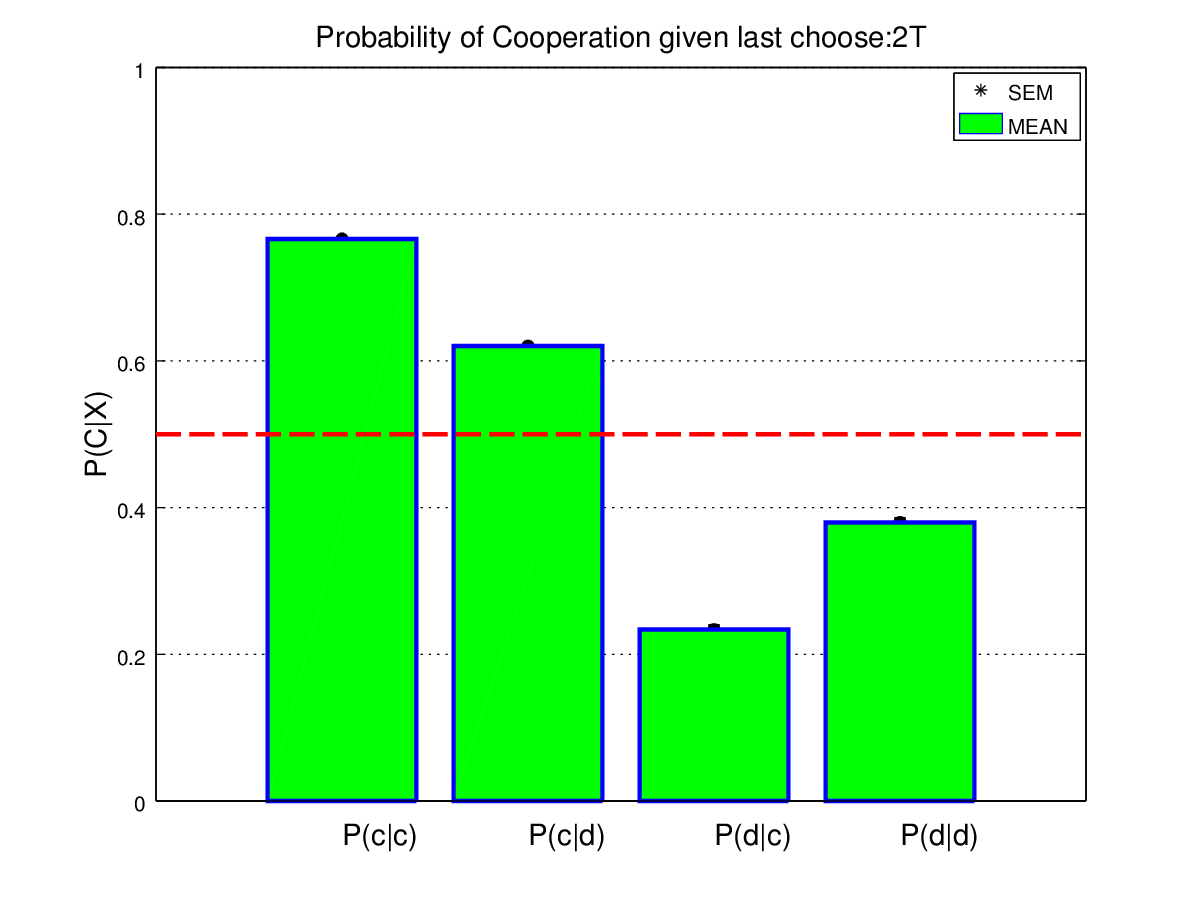 Probability of Cooperation given last choose:2T
SEM
MEAN
P(C|X)
1
0.8
0.6
0.4
0.2
0
P(c|c)
P(c|d)
P(d|c)
P(d|d)